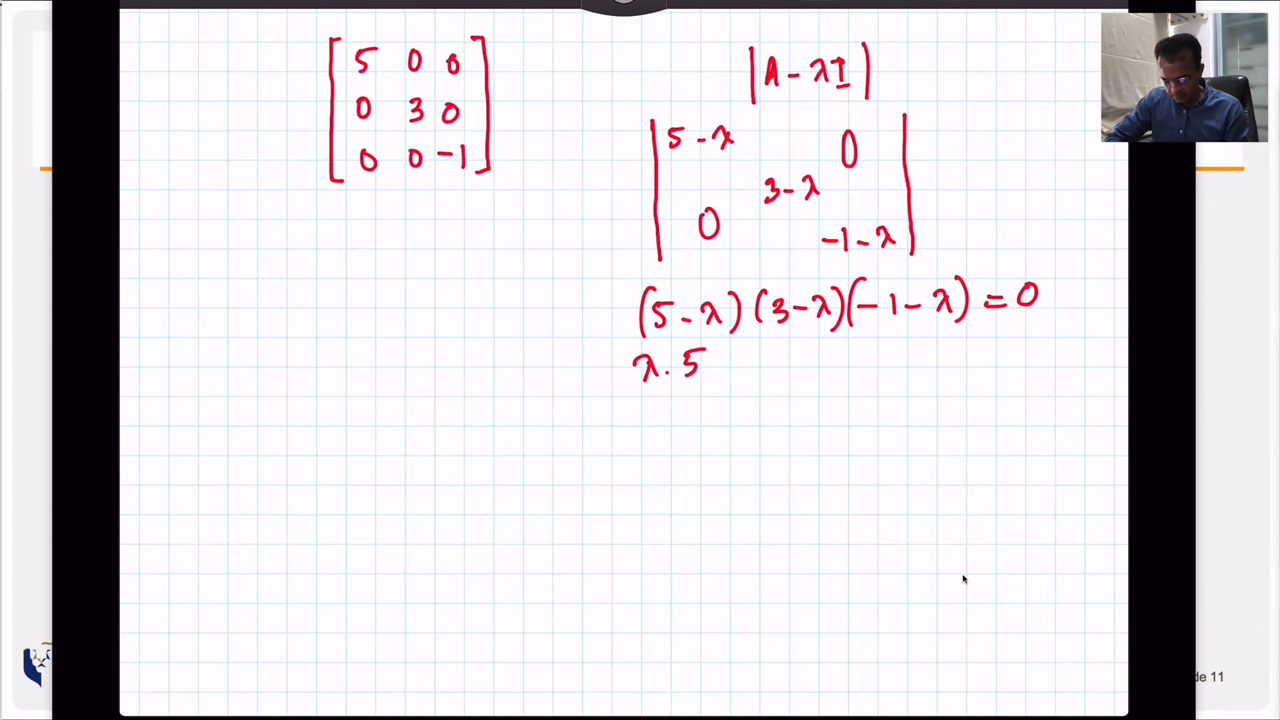 5 0 0
0 3 0
0 0 -1
|A - λI|
5-λ 0
3-λ
0 -1-λ
(5-λ)(3-λ)(-1-λ) = 0
λ. 5
de 11